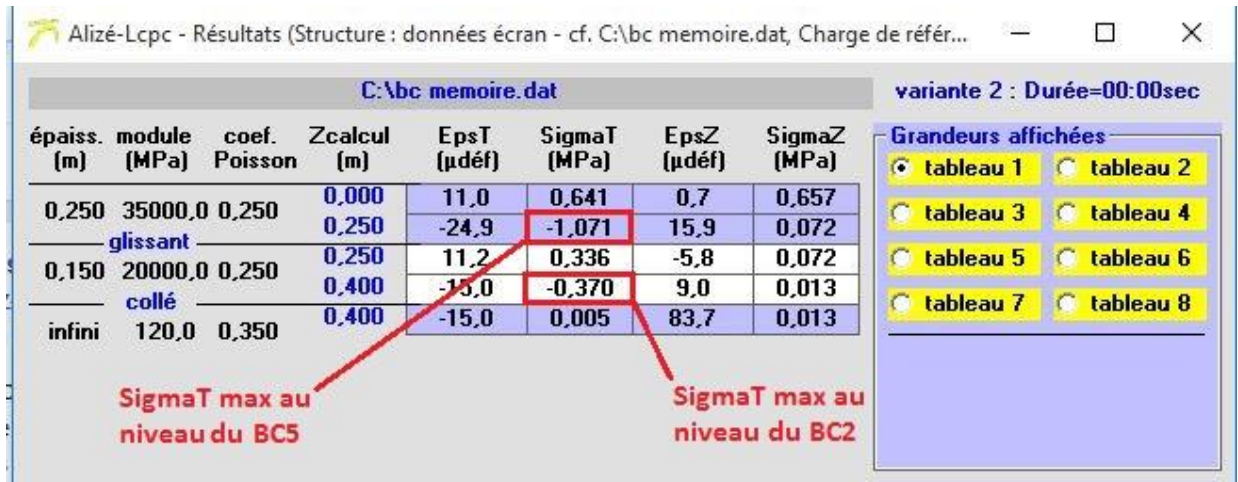 Alizé-Lcpc - Résultats (Structure : données écran - cf. C:\bc memoire.dat, Charge de référ...
C:\bc memoire.dat
variante 2 : Durée=00:00sec
épaiss. module coef. Zcalcul EpsT SigmaT EpsZ SigmaZ
(m) (MPa) Poisson (m) (µdéf) (MPa) (µdéf) (MPa)
0,000 11,0 0,641 0,7 0,657
0,250 35000,0 0,250
0,250 -24,9 -1,071 15,9 0,072
glissant
0,250 11,2 0,336 -5,8 0,072
0,150 20000,0 0,250
0,400 -15,0 -0,370 9,0 0,013
collé
0,400 -15,0 0,005 83,7 0,013
infini 120,0 0,350
Grandeurs affichées
tableau 1 tableau 2
tableau 3 tableau 4
tableau 5 tableau 6
tableau 7 tableau 8
SigmaT max au
niveau du BC5
SigmaT max au
niveau du BC2